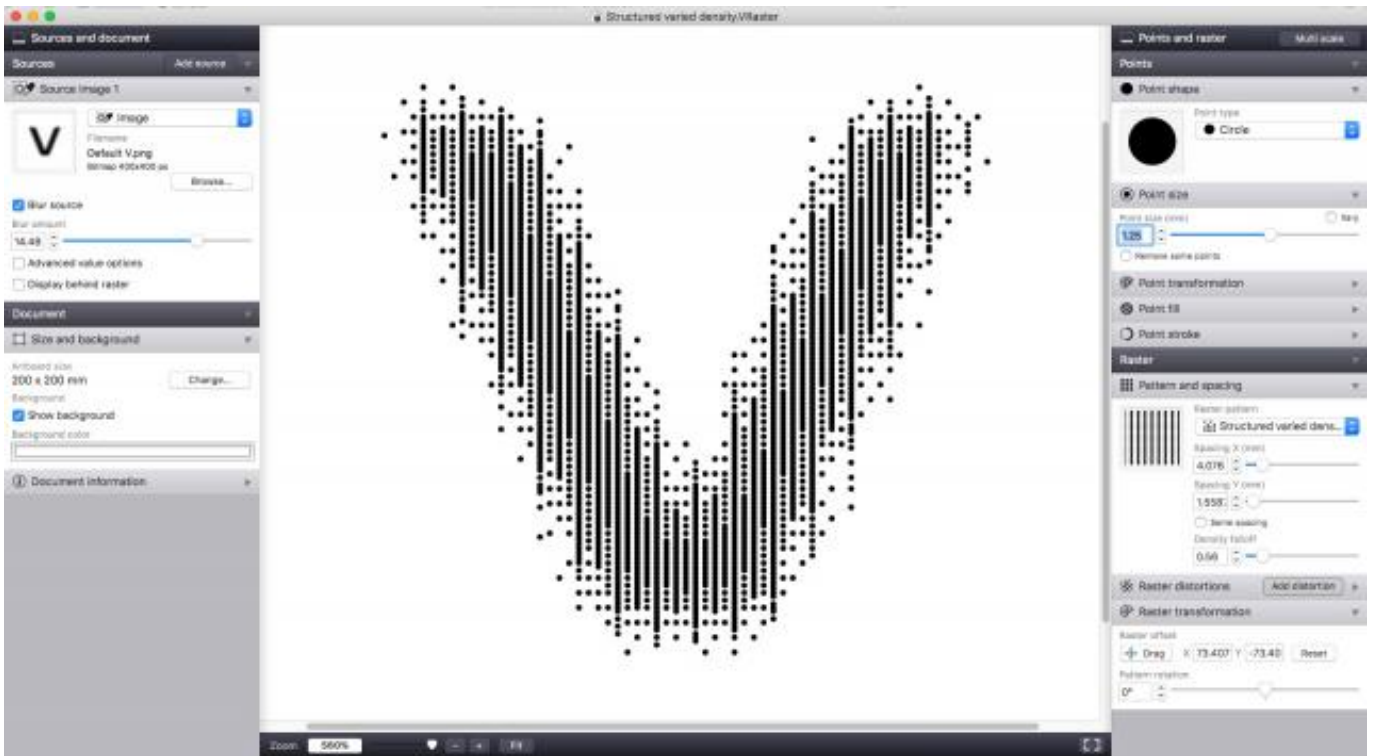 Structured varied density.VRaster
Sources and document
Sources
Add source
Source Image 1
V
Image
Filename
Default V.png
Bitmap 400x400 px
Browse...
Blur source
Blur amount
14.48
Advanced value options
Display behind raster
Document
Size and background
Artboard size
200 x 200 mm
Change...
Background
Show background
Background color
Document information
Zoom
560%
Fit
Points and raster
Multi scale
Points
Point shape
Point type
Circle
Point size
Point size (mm)
1.25
Remove some points
Point transformation
Point fill
Point stroke
Raster
Pattern and spacing
Raster pattern
Structured varied dens...
Spacing X (mm)
4.076
Spacing Y (mm)
Same spacing
Density falloff
0.56
Raster distortions
Add distortion
Raster transformation
Raster offset
Drag
X 73.407 Y -73.40
Reset
Pattern rotation
0°